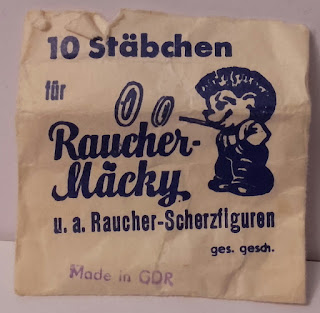 10 Stäbchen
für
Raucher-
Mäcky
u. a. Raucher-Scherzfiguren
ges. gesch.
Made in GDR